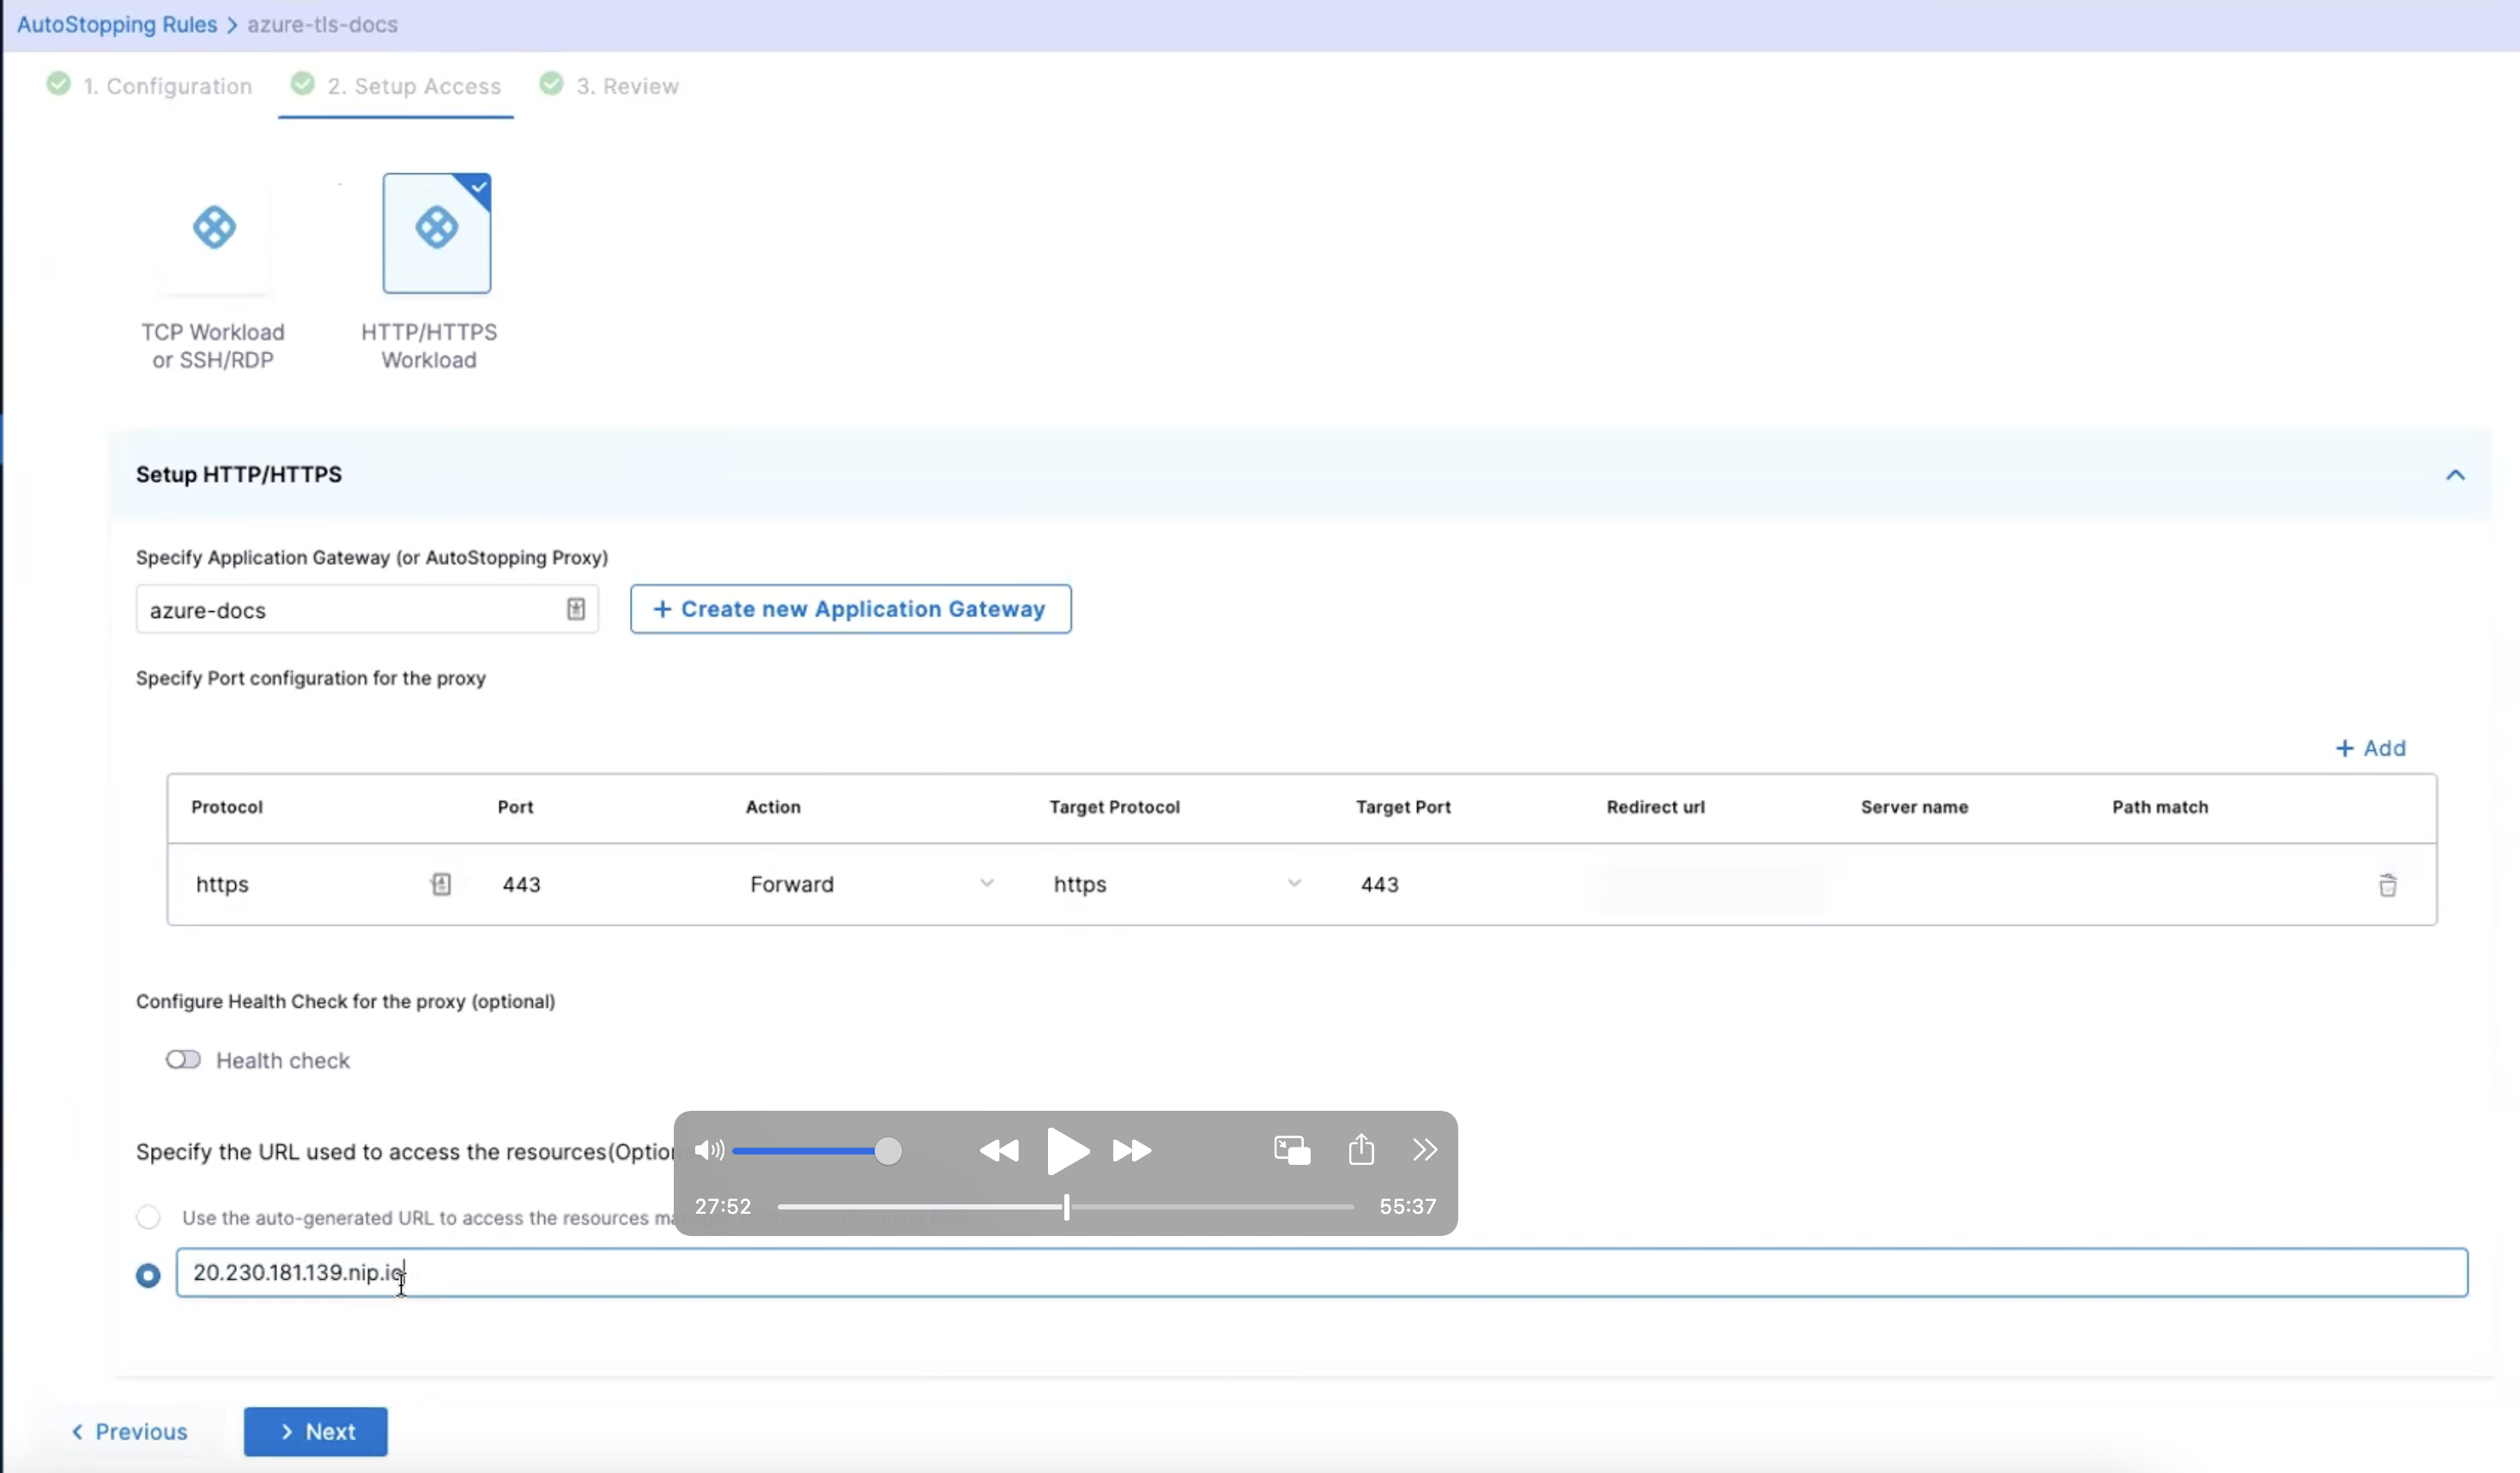 AutoStopping Rules > azure-tls-docs
1. Configuration
2. Setup Access
3. Review
TCP Workload
or SSH/RDP
HTTP/HTTPS
Workload
Setup HTTP/HTTPS
Specify Application Gateway (or AutoStopping Proxy)
azure-docs
+ Create new Application Gateway
Specify Port configuration for the proxy
+ Add
Protocol Port Action Target Protocol Target Port Redirect url Server name Path match
https 443 Forward https 443
Configure Health Check for the proxy (optional)
Health check
Specify the URL used to access the
27:52 55:37
Use the auto-generated URL to access the resources
20.230.181.139.nip.io
< Previous
> Next